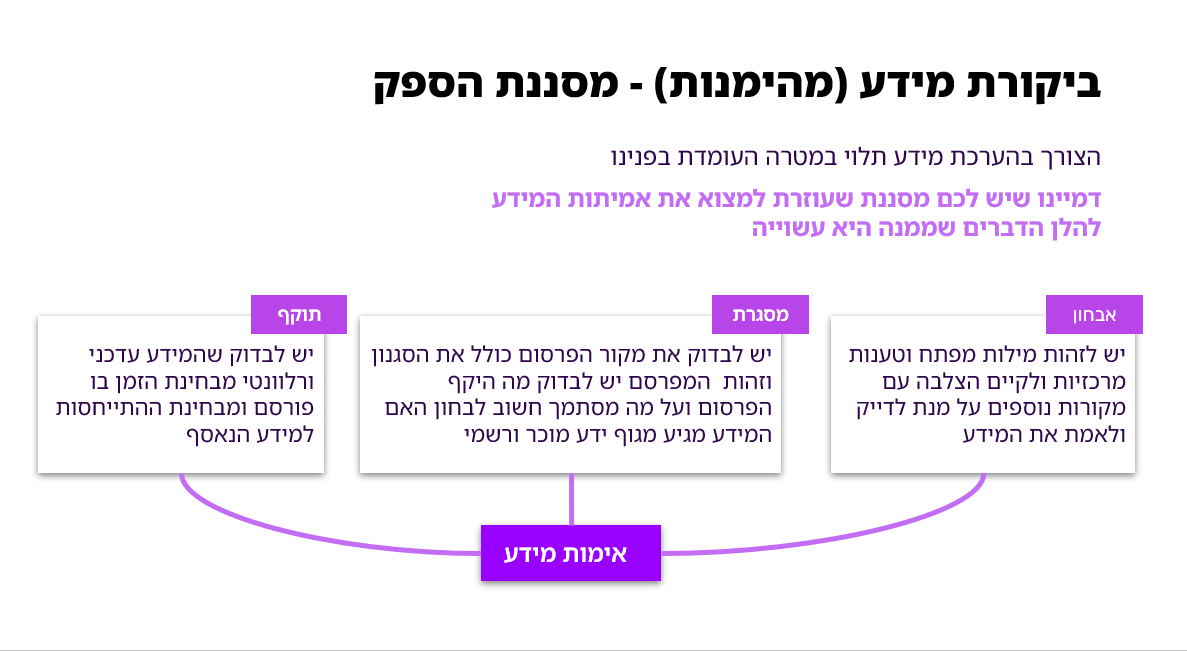 ביקורת מידע (מהימנות) - מסננת הספק
הצורך בהערכת מידע תלוי במטרה העומדת בפנינו
דמיינו שיש לכם מסננת שעוזרת למצוא את אמיתות המידע
להלן הדברים שממנה היא עשוייה
אבחון
יש לזהות מילות מפתח וטענות
מרכזיות ולקיים הצלבה עם
מקורות נוספים על מנת לדייק
ולאמת את המידע
מסגרת
יש לבדוק את מקור הפרסום כולל את הסגנון
וזהות  המפרסם יש לבדוק מה היקף
הפרסום ועל מה מסתמך חשוב לבחון האם
המידע מגיע מגוף ידע מוכר ורשמי
תוקף
יש לבדוק שהמידע עדכני
ורלוונטי מבחינת הזמן בו
פורסם ומבחינת ההתייחסות
למידע הנאסף
אימות מידע